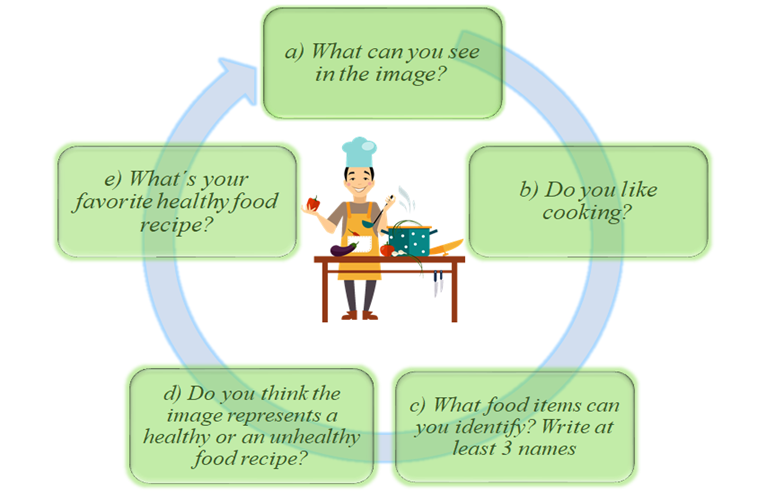 a) What can you see
in the image?
b) Do you like
cooking?
c) What food items can
you identify? Write at
least 3 names
d) Do you think the
image represents a
healthy or an unhealthy
food recipe?
e) What´s your
favorite healthy food
recipe?